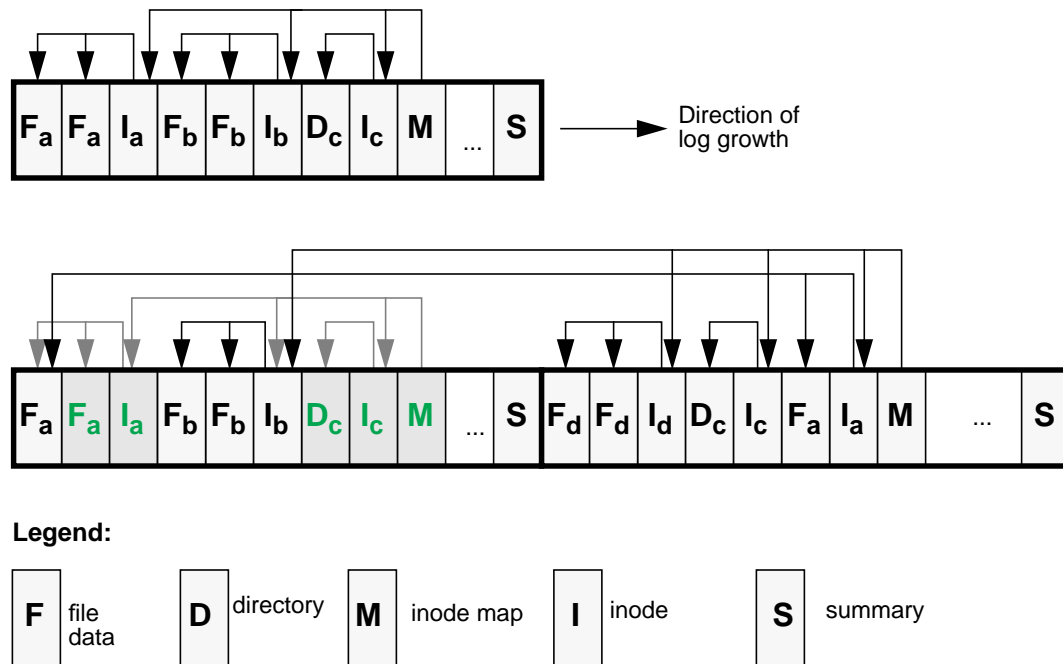 Fa Fa Ia Fb Fb Ib Dc Ic M ... S
Direction of
log growth
Fa Fa Ia Fb Fb Ib Dc Ic M ... S Fd Fd Id Dc Ic Fa Ia M ... S
Legend:
F file
data
D directory
M inode map
I inode
S summary